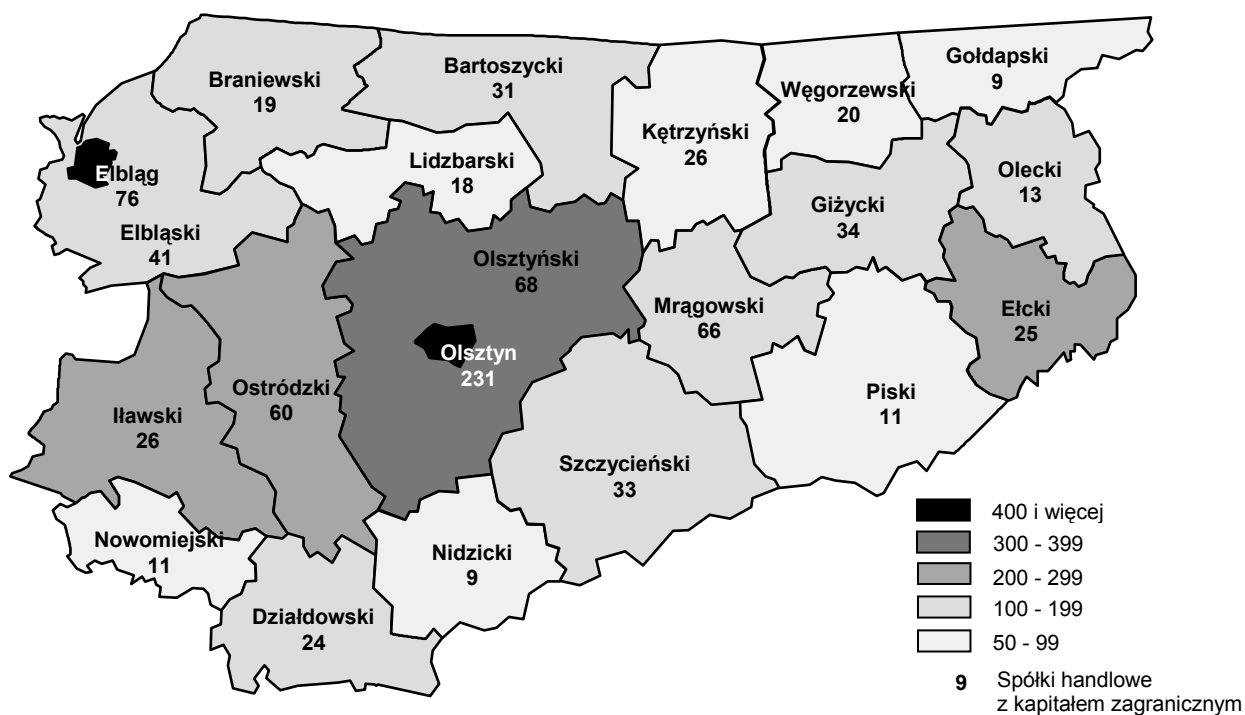 Braniewski
19
Bartoszycki
31
Gołdapski
9
Węgorzewski
20
Kętrzyński
26
Lidzbarski
18
Elbląg
76
Olecki
13
Giżycki
34
Elbląski
41
Olsztyński
68
Mrągowski
66
Ełcki
25
Olsztyn
231
Ostródzki
60
Iławski
26
Piski
11
Szczycieński
33
Nowomiejski
11
Nidzicki
9
Działdowski
24
400 i więcej
300 - 399
200 - 299
100 - 199
50 - 99
9 Spółki handlowe
z kapitałem zagranicznym